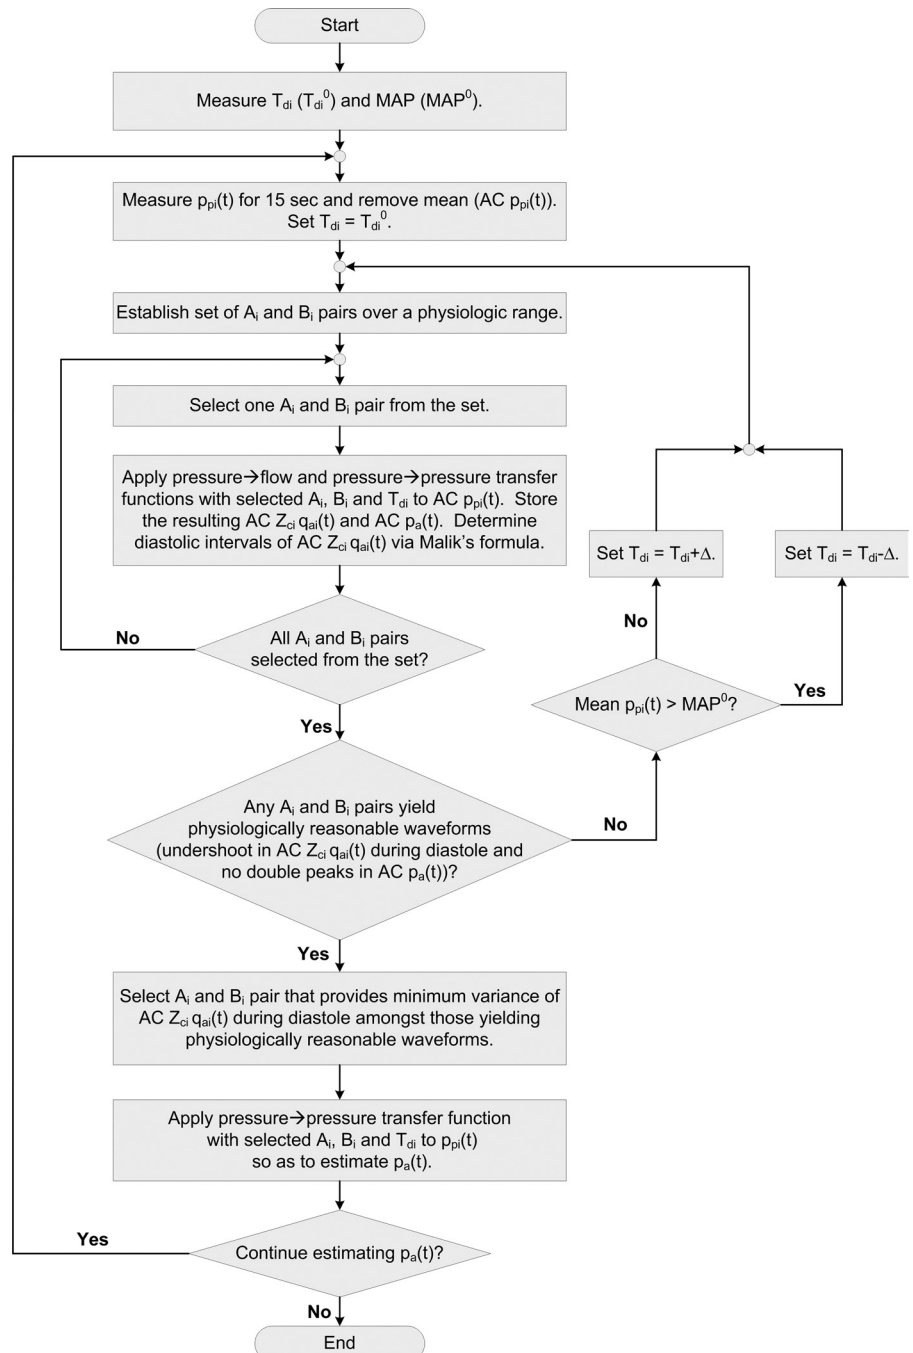 Start
Measure T_di (T_di^0) and MAP (MAP^0).
Measure p_pi(t) for 15 sec and remove mean (AC p_pi(t)).
Set T_di = T_di^0.
Establish set of A_i and B_i pairs over a physiologic range.
Select one A_i and B_i pair from the set.
Apply pressure→flow and pressure→pressure transfer
functions with selected A_i, B_i and T_di to AC p_pi(t). Store
the resulting AC Z_ci q_ai(t) and AC p_a(t). Determine
diastolic intervals of AC Z_ci q_ai(t) via Malik's formula.
Set T_di = T_di+Δ.
Set T_di = T_di-Δ.
No
All A_i and B_i pairs
selected from the set?
No
Mean p_pi(t) > MAP^0?
Yes
Yes
Any A_i and B_i pairs yield
physiologically reasonable waveforms
(undershoot in AC Z_ci q_ai(t) during diastole and
no double peaks in AC p_a(t))?
No
Yes
Select A_i and B_i pair that provides minimum variance of
AC Z_ci q_ai(t) during diastole amongst those yielding
physiologically reasonable waveforms.
Apply pressure→pressure transfer function
with selected A_i, B_i and T_di to p_pi(t)
so as to estimate p_a(t).
Yes
Continue estimating p_a(t)?
No
End